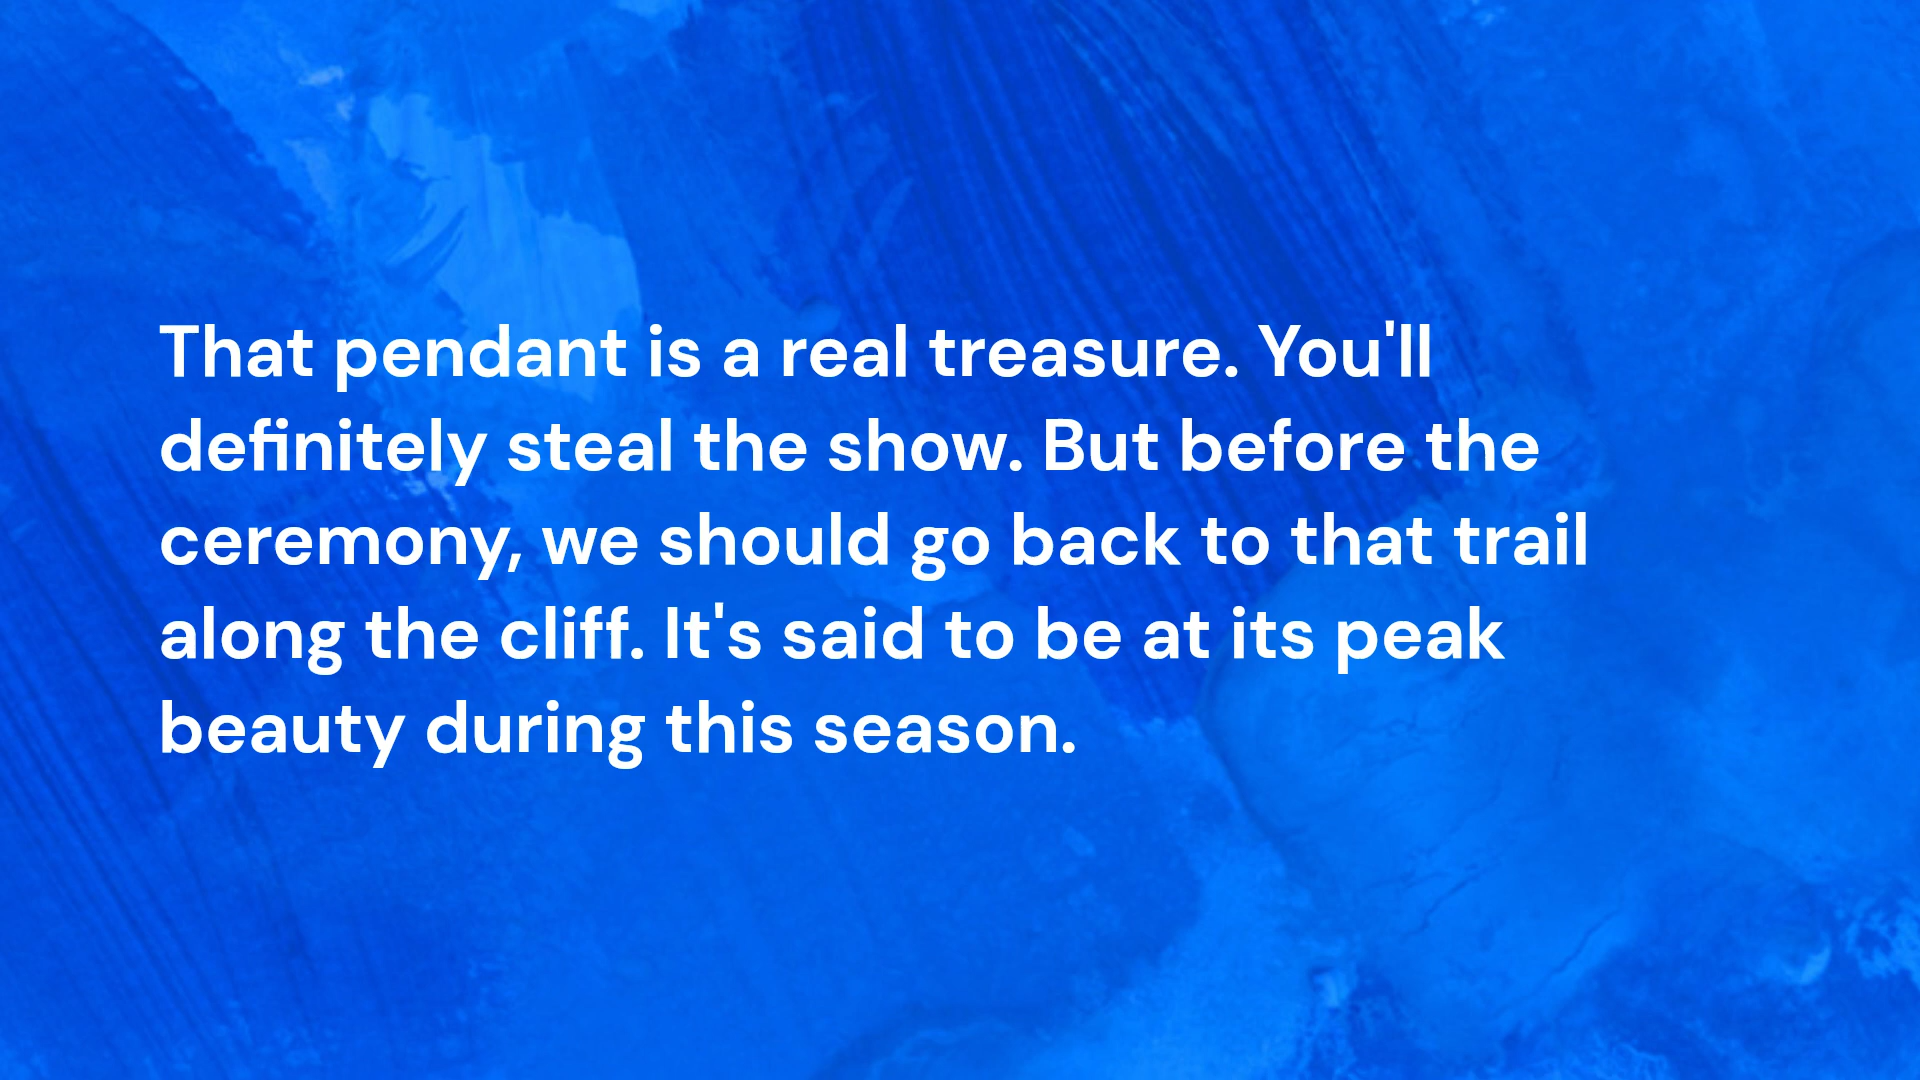 That pendant is a real treasure. You'll
definitely steal the show. But before the
ceremony, we should go back to that trail
along the cliff. It's said to be at its peak
beauty during this season.